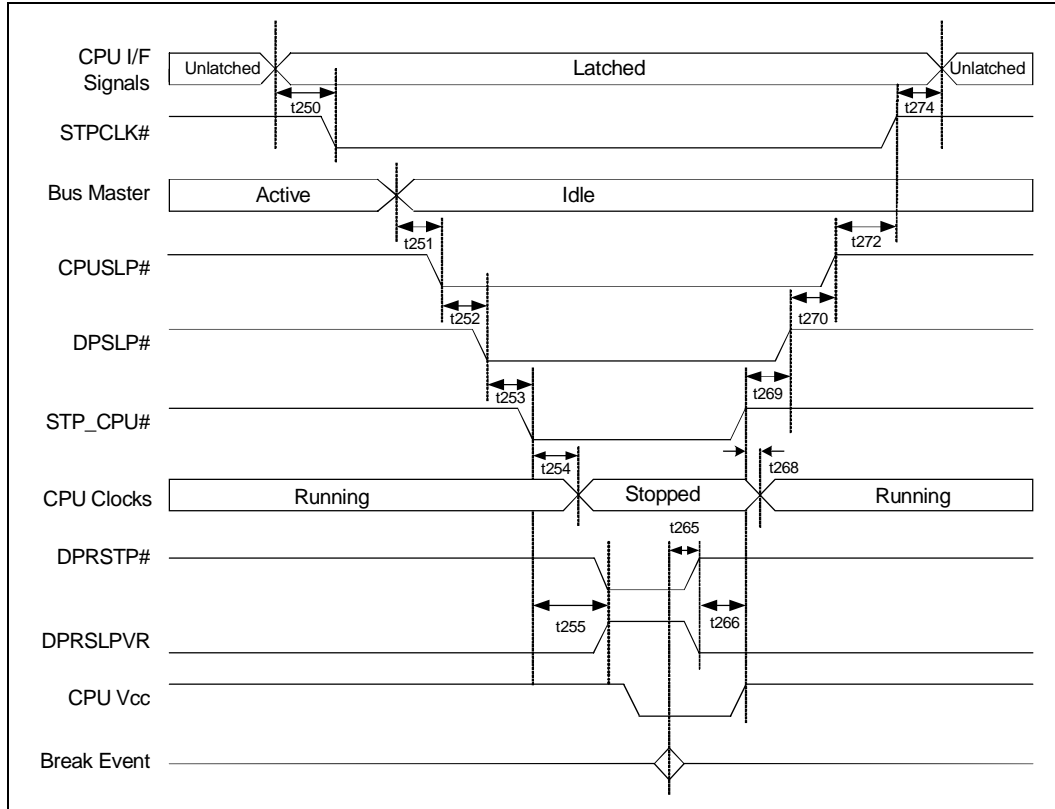 CPU I/F
Signals
Unlatched
Latched
Unlatched
t250
t274
STPCLK#
Bus Master
Active
Idle
t251
t272
CPUSLP#
t252
t270
DPSLP#
t253
t269
STP_CPU#
t254
t268
CPU Clocks
Running
Stopped
Running
t265
DPRSTP#
t255
t266
DPRSLPVR
CPU Vcc
Break Event